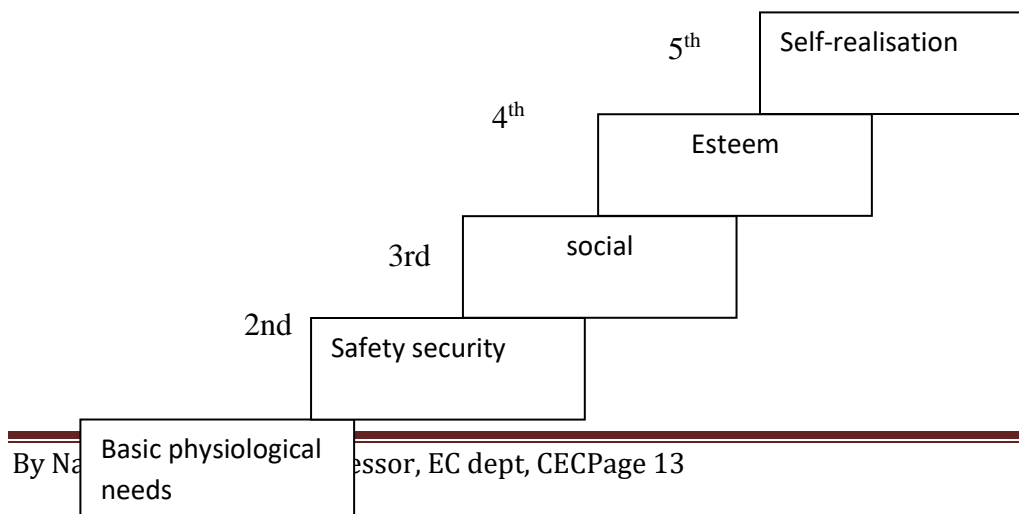 5th
Self-realisation
4th
Esteem
3rd
social
2nd
Safety security
Basic physiological
needs
By Na essor, EC dept, CECPage 13